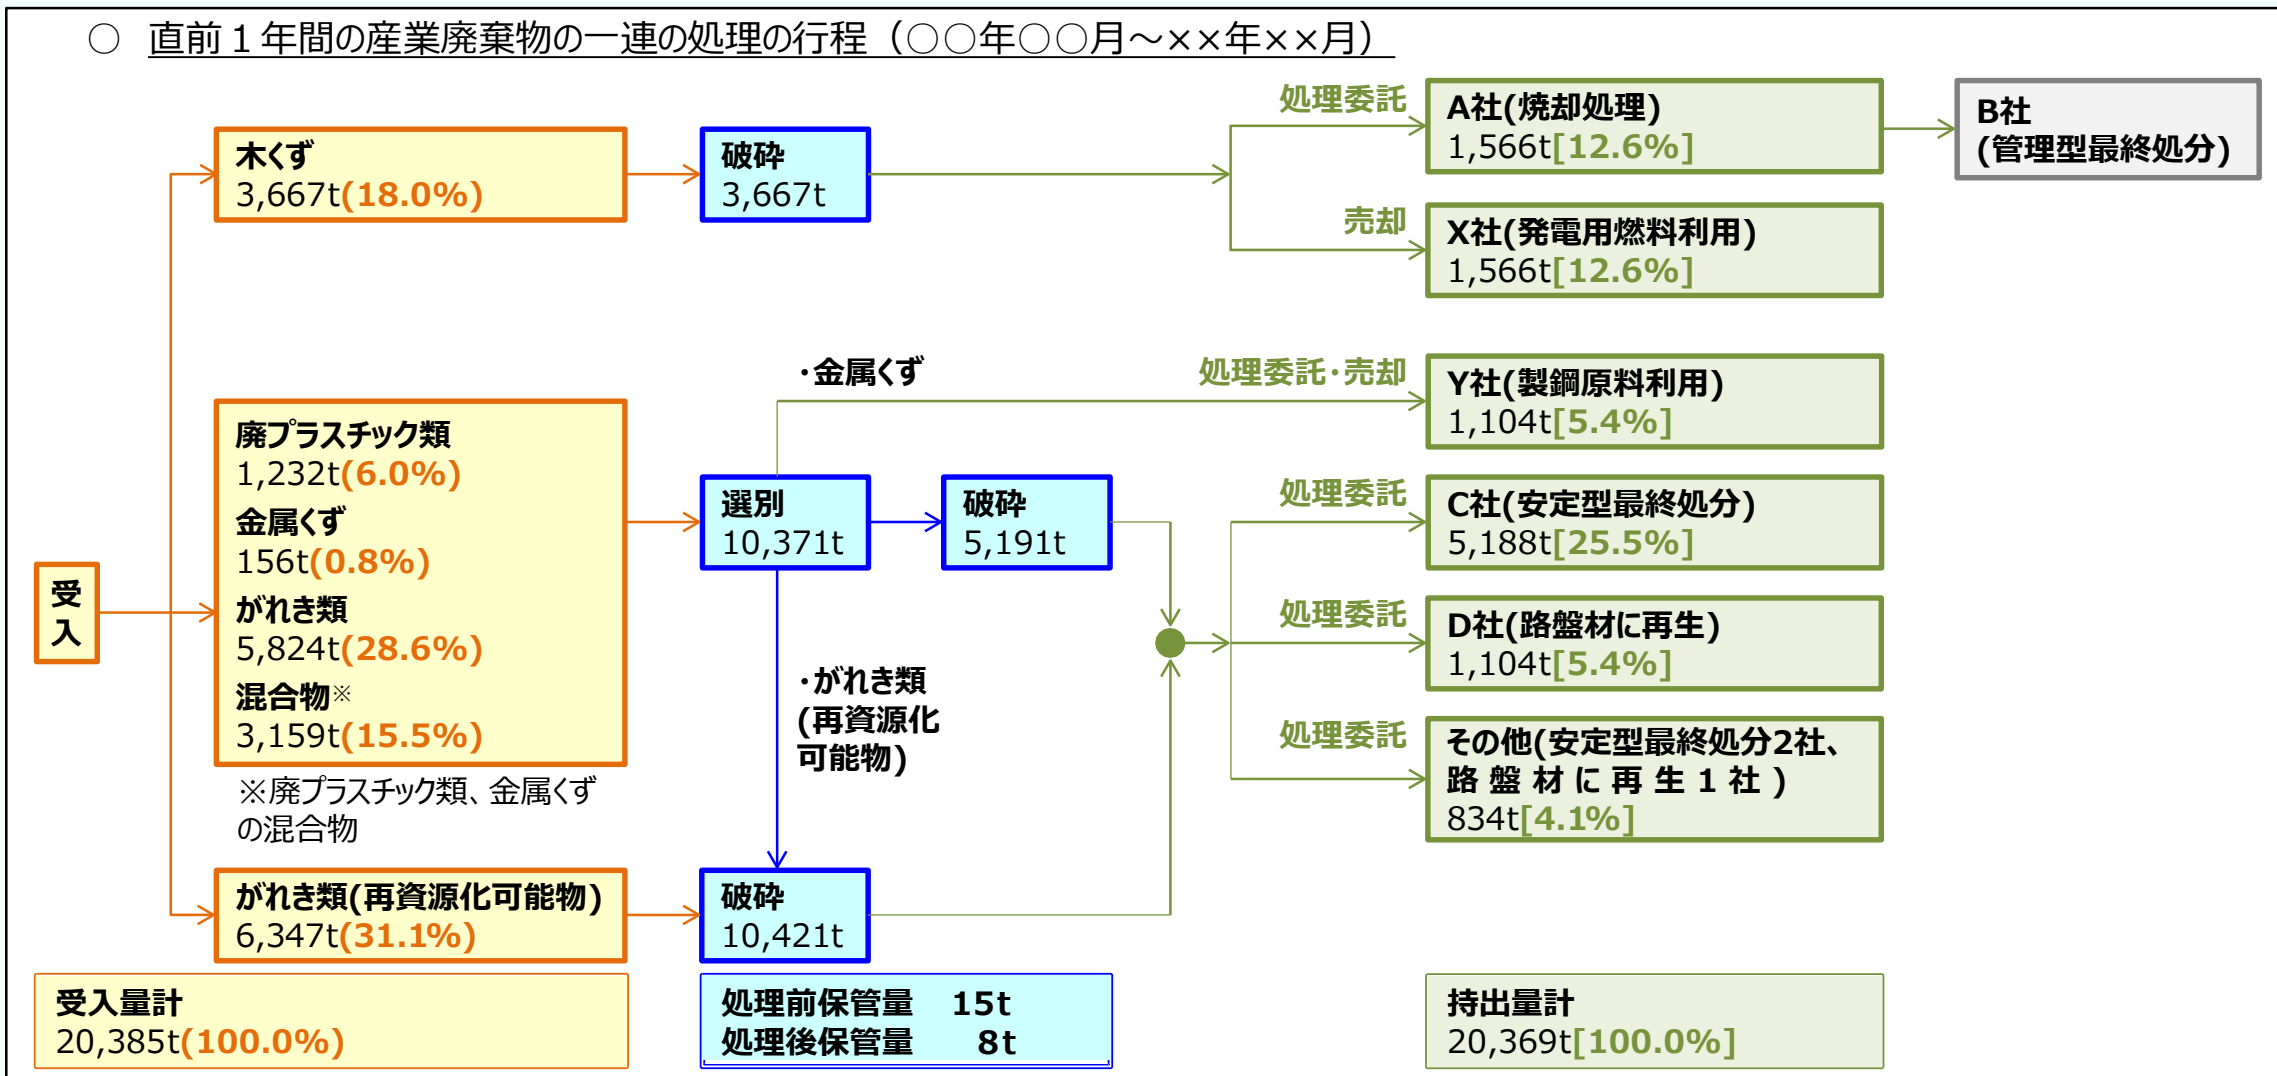 ○ 直前1年間の産業廃棄物の一連の処理の行程（○○年○○月～××年××月）
受
入
木くず
3,667t(18.0%)
廃プラスチック類
1,232t(6.0%)
金属くず
156t(0.8%)
がれき類
5,824t(28.6%)
混合物※
3,159t(15.5%)
※廃プラスチック類、金属くず
の混合物
がれき類(再資源化可能物)
6,347t(31.1%)
受入量計
20,385t(100.0%)
破砕
3,667t
・金属くず
選別
10,371t
破砕
5,191t
・がれき類
(再資源化
可能物)
破砕
10,421t
処理前保管量 15t
処理後保管量 8t
処理委託
A社(焼却処理)
1,566t[12.6%]
B社
(管理型最終処分)
売却
X社(発電用燃料利用)
1,566t[12.6%]
処理委託・売却
Y社(製鋼原料利用)
1,104t[5.4%]
処理委託
C社(安定型最終処分)
5,188t[25.5%]
処理委託
D社(路盤材に再生)
1,104t[5.4%]
処理委託
その他(安定型最終処分2社、
路盤材に再生1社)
834t[4.1%]
持出量計
20,369t[100.0%]